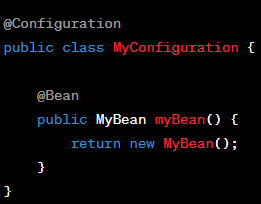 @Configuration
public class MyConfiguration {
    @Bean
    public MyBean myBean() {
        return new MyBean();
    }
}